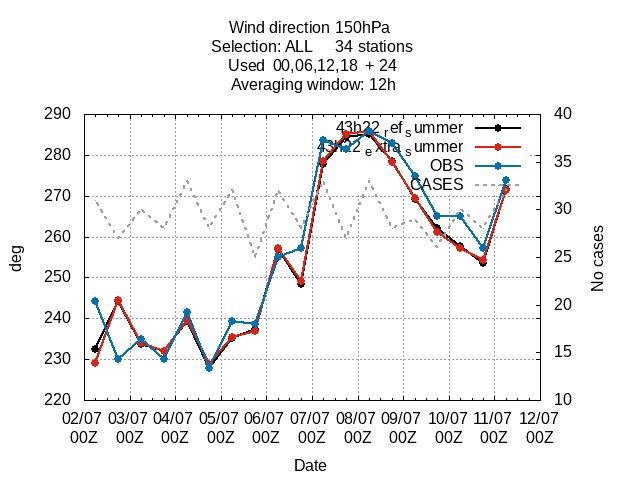 Wind direction 150hPa
Selection: ALL 34 stations
Used 00,06,12,18 + 24
Averaging window: 12h
290
280
270
260
250
240
230
220
deg
40
35
30
25
20
15
10
No cases
43h22refsummer
43h22extrasummer
OBS
CASES
02/07 03/07 04/07 05/07 06/07 07/07 08/07 09/07 10/07 11/07 12/07
00Z 00Z 00Z 00Z 00Z 00Z 00Z 00Z 00Z 00Z 00Z
Date